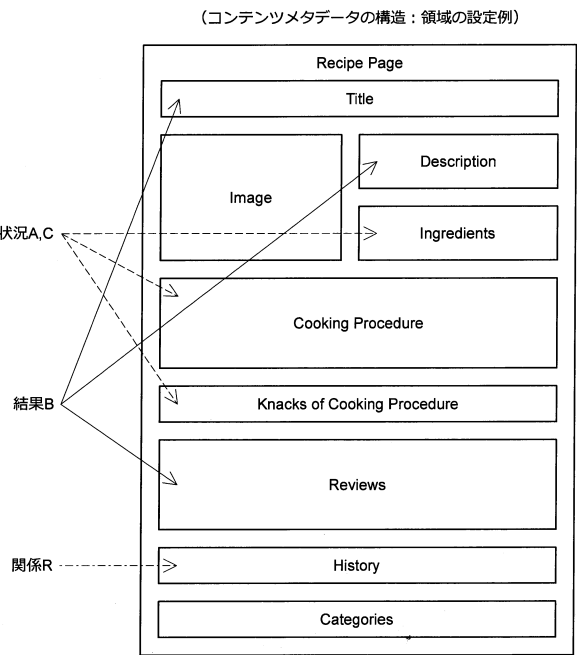 （コンテンツメタデータの構造：領域の設定例）
Recipe Page
Title
Image
Description
状況A,C
Ingredients
Cooking Procedure
結果B
Knacks of Cooking Procedure
Reviews
関係R
History
Categories